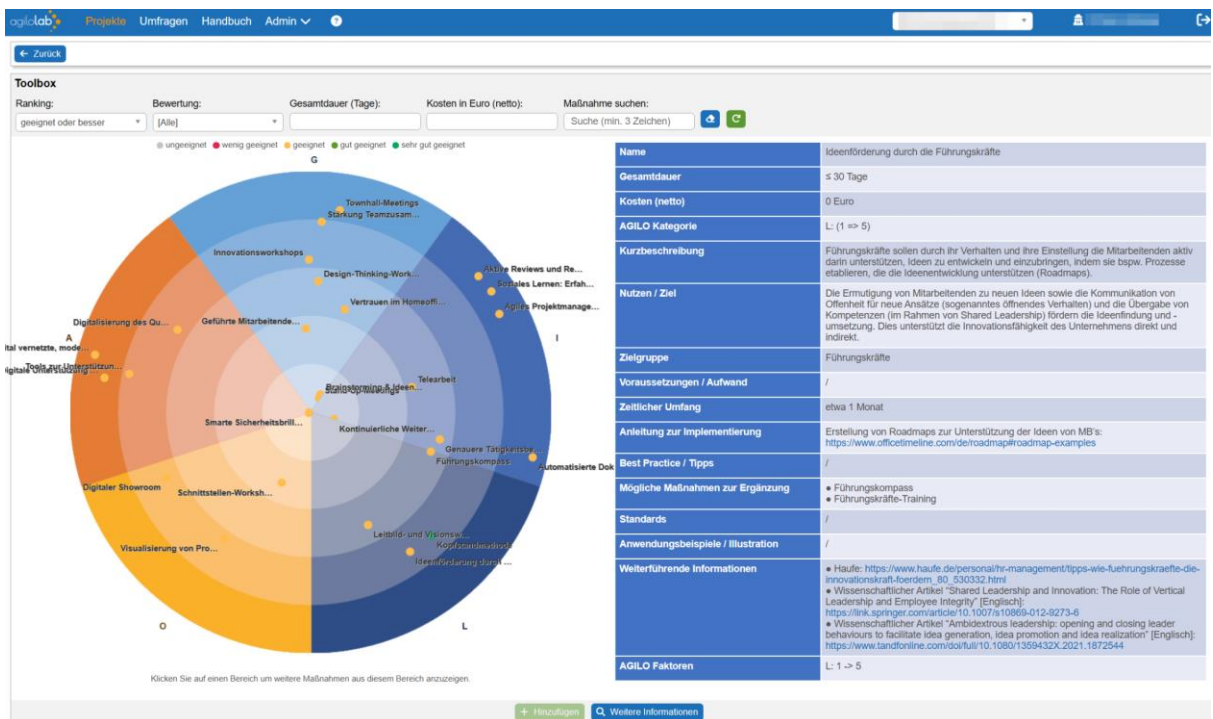 agilolab Projekte Umfragen Handbuch Admin ?
← Zurück
Toolbox
Ranking: Bewertung: Gesamtdauer (Tage): Kosten in Euro (netto): Maßnahme suchen:
geeignet oder besser [Alle] Suche (min. 3 Zeichen)
ungeeignet wenig geeignet geeignet gut geeignet sehr gut geeignet
G
Townhall-Meetings
Stärkung Teamzusam...
Innovationsworkshops
Aktive Reviews und Re...
Design-Thinking-Work...
Soziales Lernen: Erfah...
Vertrauen im Homeoffi...
Agiles Projektmanage...
Digitalisierung des Qu...
Geführte Mitarbeitende...
A
I
ital vernetzte, mode...
Tools zur Unterstützun...
igitale Unterstützung ...
Telearbeit
Brainstorming & Ideen...
Stand-Up-Meetings
Smarte Sicherheitsbrill...
Kontinuierliche Weiter...
Genauere Tätigkeitsbe...
Führungskompass
Automatisierte Dok
Digitaler Showroom
Schnittstellen-Worksh...
Leitbild- und Visionsw...
Kopfstandmethode
Visualisierung von Pro...
Ideenförderung durch ...
O
L
Klicken Sie auf einen Bereich um weitere Maßnahmen aus diesem Bereich anzuzeigen.
Name Ideenförderung durch die Führungskräfte
Gesamtdauer ≤ 30 Tage
Kosten (netto) 0 Euro
AGILO Kategorie L: (1 => 5)
Kurzbeschreibung Führungskräfte sollen durch ihr Verhalten und ihre Einstellung die Mitarbeitenden aktiv
darin unterstützen, Ideen zu entwickeln und einzubringen, indem sie bspw. Prozesse
etablieren, die die Ideenentwicklung unterstützen (Roadmaps).
Nutzen / Ziel Die Ermutigung von Mitarbeitenden zu neuen Ideen sowie die Kommunikation von
Offenheit für neue Ansätze (sogenanntes öffnendes Verhalten) und die Übergabe von
Kompetenzen (im Rahmen von Shared Leadership) fördern die Ideenfindung und -
umsetzung. Dies unterstützt die Innovationsfähigkeit des Unternehmens direkt und
indirekt.
Zielgruppe Führungskräfte
Voraussetzungen / Aufwand /
Zeitlicher Umfang etwa 1 Monat
Anleitung zur Implementierung Erstellung von Roadmaps zur Unterstützung der Ideen von MB's:
https://www.officetimeline.com/de/roadmap#roadmap-examples
Best Practice / Tipps /
Mögliche Maßnahmen zur Ergänzung ● Führungskompass
● Führungskräfte-Training
Standards /
Anwendungsbeispiele / Illustration /
Weiterführende Informationen ● Haufe: https://www.haufe.de/personal/hr-management/tipps-wie-fuehrungskraefte-die-
innovationskraft-foerdern_80_530332.html
● Wissenschaftlicher Artikel "Shared Leadership and Innovation: The Role of Vertical
Leadership and Employee Integrity" [Englisch]:
https://link.springer.com/article/10.1007/s10869-012-9273-6
● Wissenschaftlicher Artikel "Ambidextrous leadership: opening and closing leader
behaviours to facilitate idea generation, idea promotion and idea realization" [Englisch]:
https://www.tandfonline.com/doi/full/10.1080/1359432X.2021.1872544
AGILO Faktoren L: 1 -> 5
+ Hinzufügen Weitere Informationen